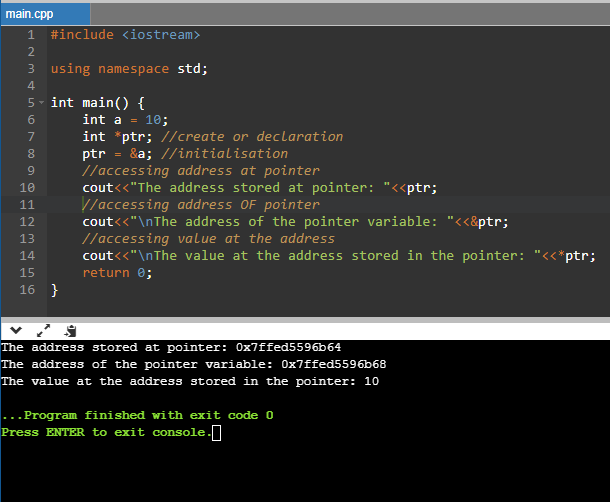 main.cpp
1 #include <iostream>
2
3 using namespace std;
4
5 int main() {
6     int a = 10;
7     int *ptr; //create or declaration
8     ptr = &a; //initialisation
9     //accessing address at pointer
10     cout<<"The address stored at pointer: "<<ptr;
11     //accessing address OF pointer
12     cout<<"\nThe address of the pointer variable: "<<&ptr;
13     //accessing value at the address
14     cout<<"\nThe value at the address stored in the pointer: "<<*ptr;
15     return 0;
16 }
The address stored at pointer: 0x7ffed5596b64
The address of the pointer variable: 0x7ffed5596b68
The value at the address stored in the pointer: 10
...Program finished with exit code 0
Press ENTER to exit console.